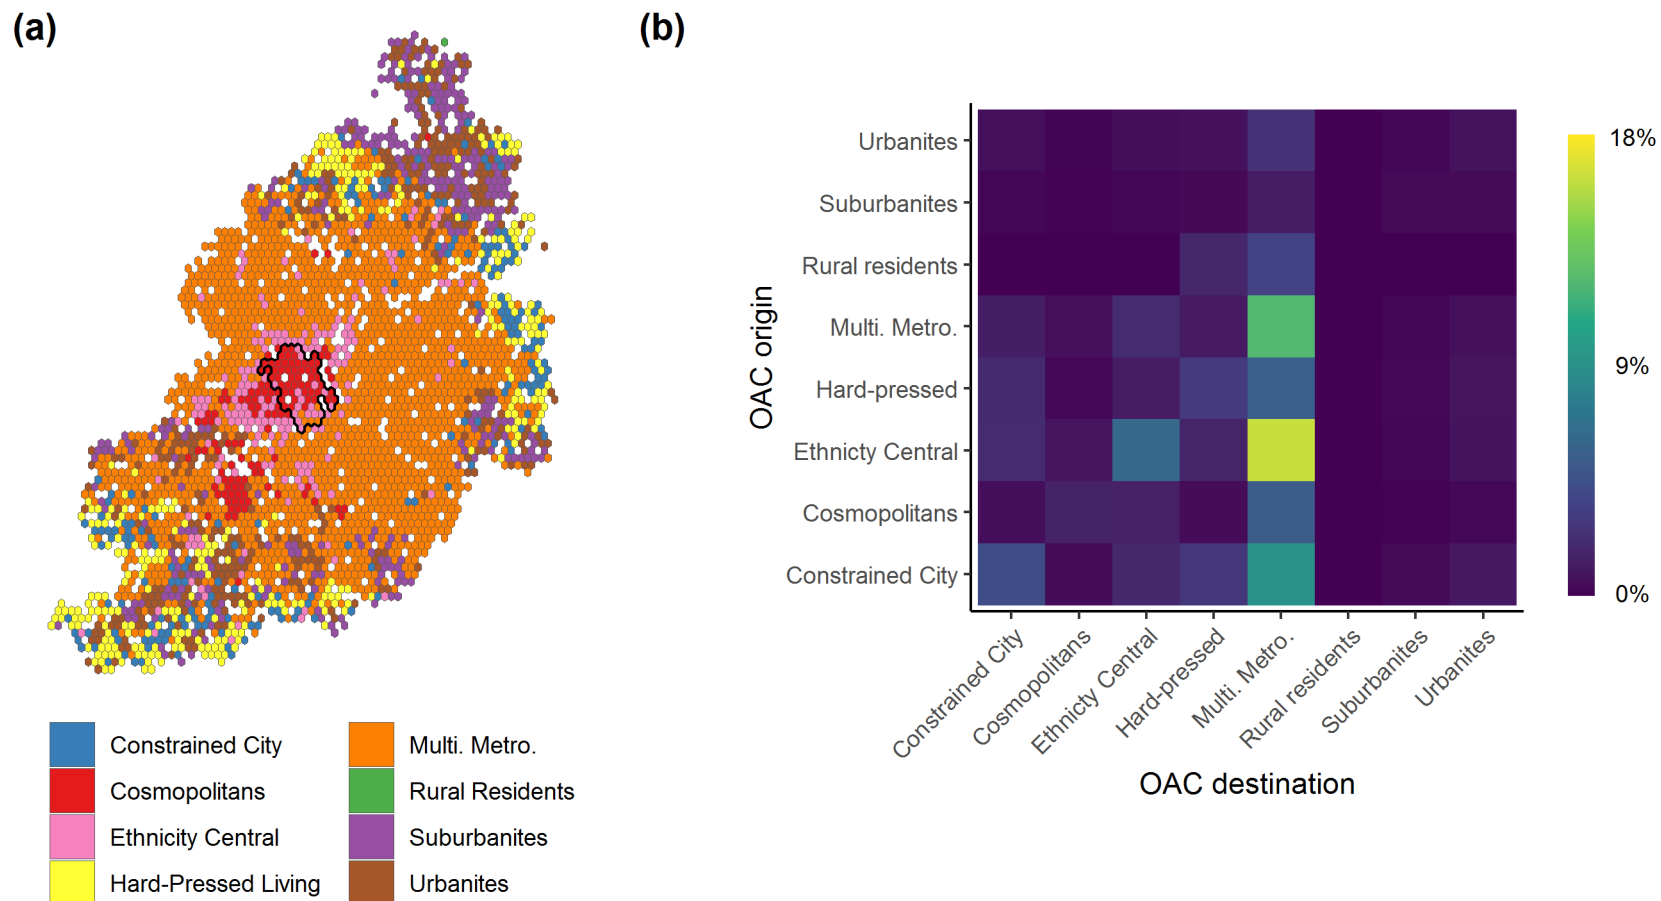 (a)
Constrained City
Cosmopolitans
Ethnicity Central
Hard-Pressed Living
Multi. Metro.
Rural Residents
Suburbanites
Urbanites
(b)
OAC origin
Urbanites
Suburbanites
Rural residents
Multi. Metro.
Hard-pressed
Ethnicty Central
Cosmopolitans
Constrained City
Constrained City
Cosmopolitans
Ethnicty Central
Hard-pressed
Multi. Metro.
Rural residents
Suburbanites
Urbanites
OAC destination
18%
9%
0%